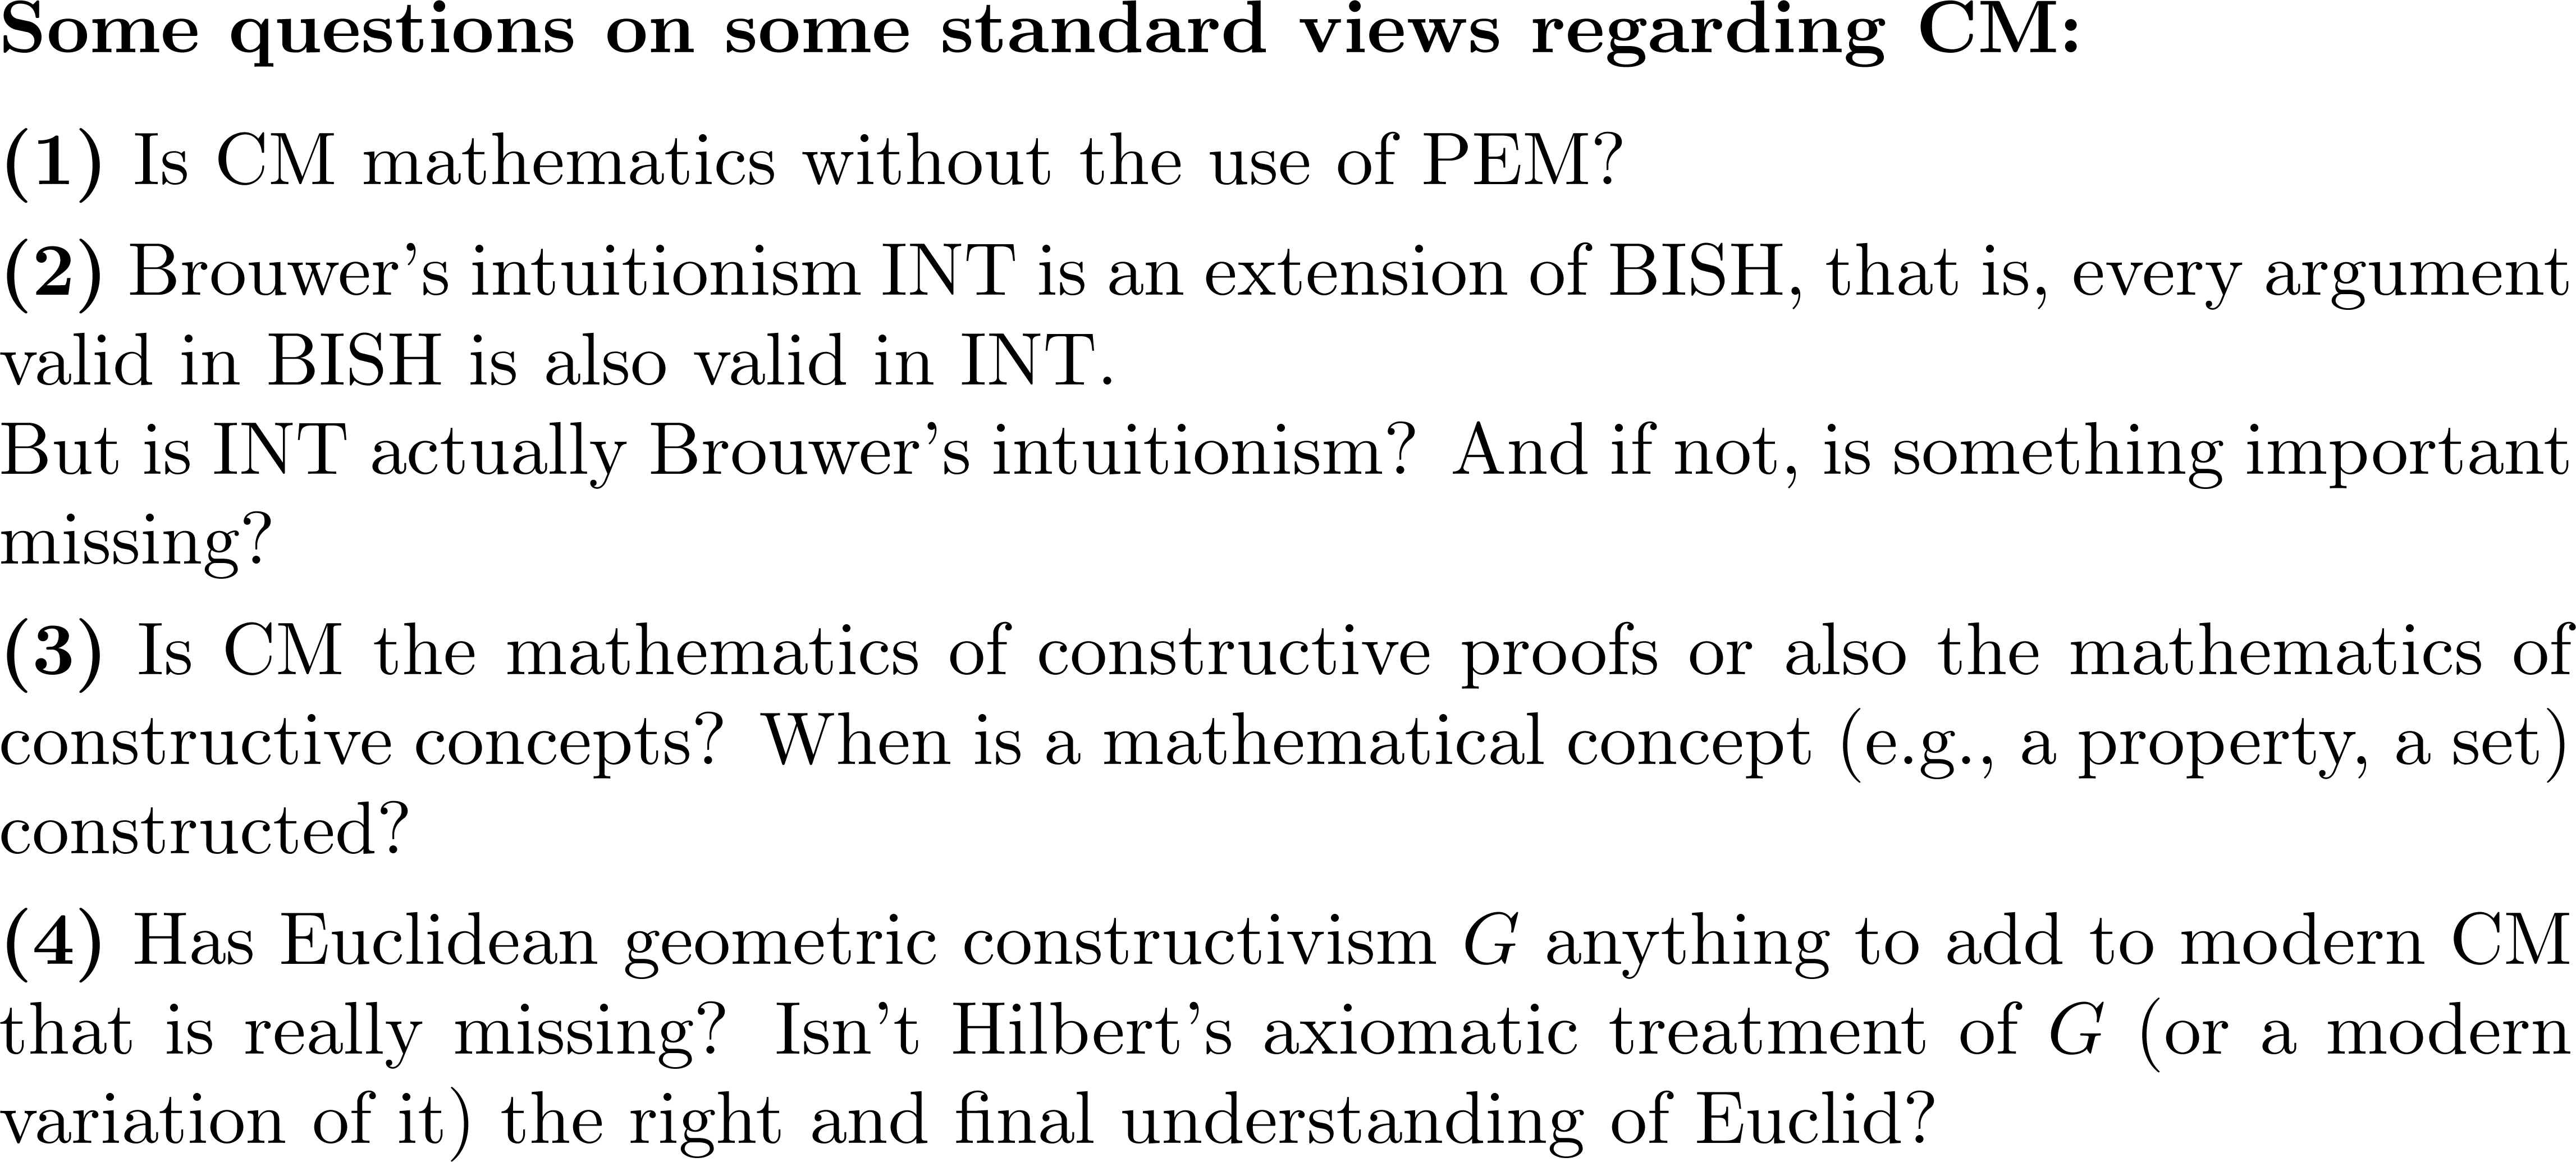 Some questions on some standard views regarding CM:
(1) Is CM mathematics without the use of PEM?
(2) Brouwer's intuitionism INT is an extension of BISH, that is, every argument
valid in BISH is also valid in INT.
But is INT actually Brouwer's intuitionism? And if not, is something important
missing?
(3) Is CM the mathematics of constructive proofs or also the mathematics of
constructive concepts? When is a mathematical concept (e.g., a property, a set)
constructed?
(4) Has Euclidean geometric constructivism G anything to add to modern CM
that is really missing? Isn't Hilbert's axiomatic treatment of G (or a modern
variation of it) the right and final understanding of Euclid?